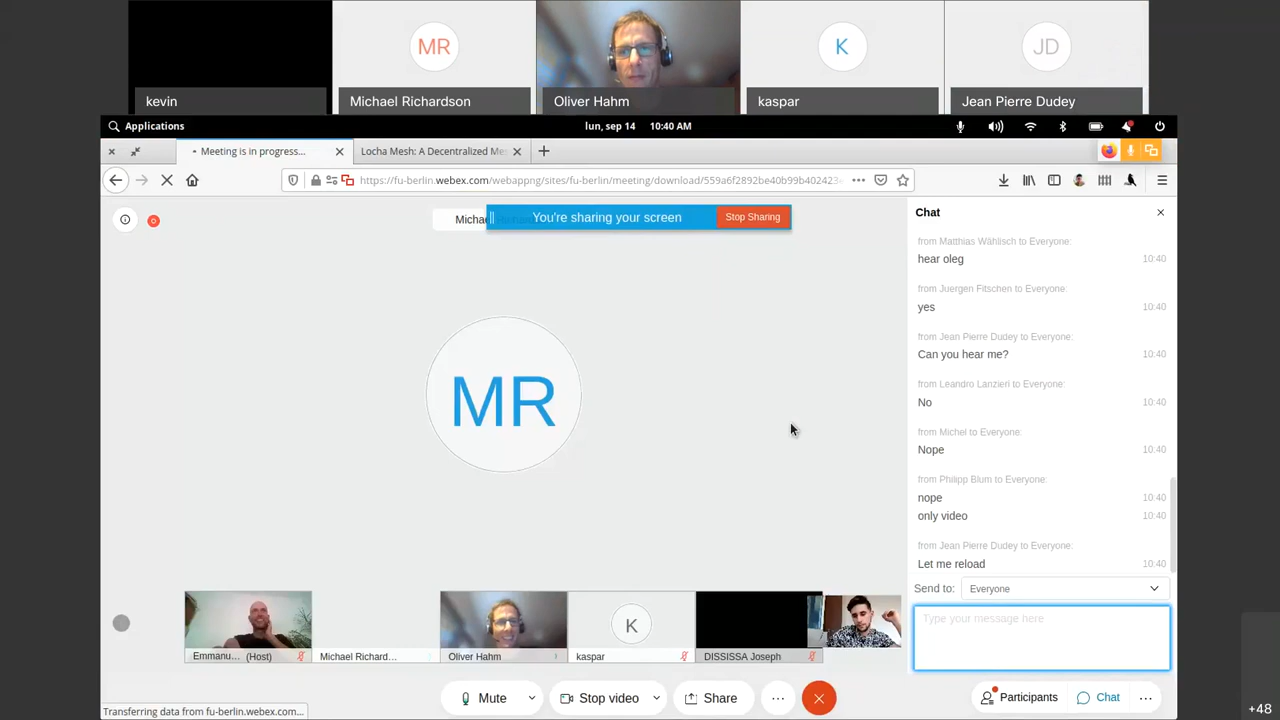 MR
K
JD
kevin
Michael Richardson
Oliver Hahm
kaspar
Jean Pierre Dudey
Applications
lun, sep 14
10:40 AM
Meeting is in progress...
Locha Mesh: A Decentralized Me
https://fu-berlin.webex.com/webappng/sites/fu-berlin/meeting/download/559a6f2892be40b99b402423
Michae
You're sharing your screen
Stop Sharing
Chat
from Matthias Wählisch to Everyone:
hear oleg
10:40
from Juergen Fitschen to Everyone:
yes
10:40
from Jean Pierre Dudey to Everyone:
Can you hear me?
10:40
from Leandro Lanzieri to Everyone:
No
10:40
from Michel to Everyone:
Nope
10:40
from Philipp Blum to Everyone:
nope
10:40
only video
10:40
from Jean Pierre Dudey to Everyone:
Let me reload
10:40
MR
Send to:
Everyone
Type your message here
K
Emmanu... (Host)
Michael Richard...
Oliver Hahm
kaspar
DISSISSA Joseph
Mute
Stop video
Share
Participants
Chat
Transferring data from fu-berlin.webex.com...
+48